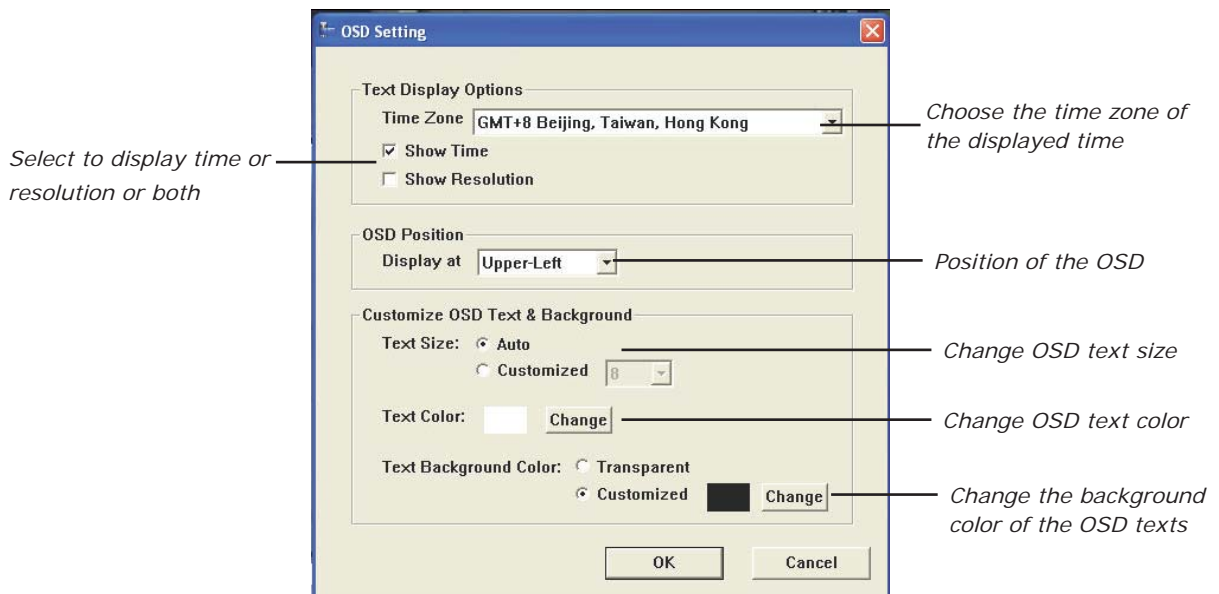 OSD Setting
Text Display Options
Time Zone GMT+8 Beijing, Taiwan, Hong Kong
Choose the time zone of
the displayed time
Show Time
Show Resolution
Select to display time or
resolution or both
OSD Position
Display at Upper-Left
Position of the OSD
Customize OSD Text & Background
Text Size: Auto
Customized 8
Change OSD text size
Text Color: Change
Change OSD text color
Text Background Color: Transparent
Customized Change
Change the background
color of the OSD texts
OK Cancel